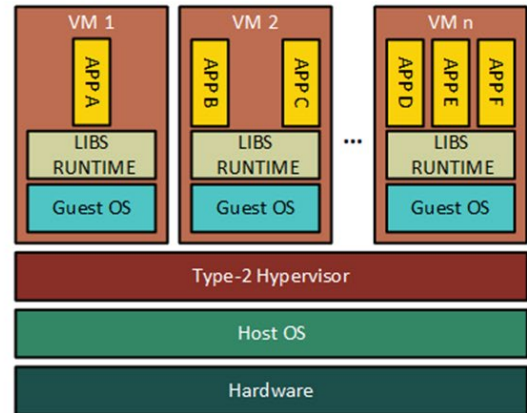 VM 1
APP A
LIBS
RUNTIME
Guest OS
VM 2
APP B
APP C
LIBS
RUNTIME
Guest OS
...
VM n
APP D
APP E
APP F
LIBS
RUNTIME
Guest OS
Type-2 Hypervisor
Host OS
Hardware